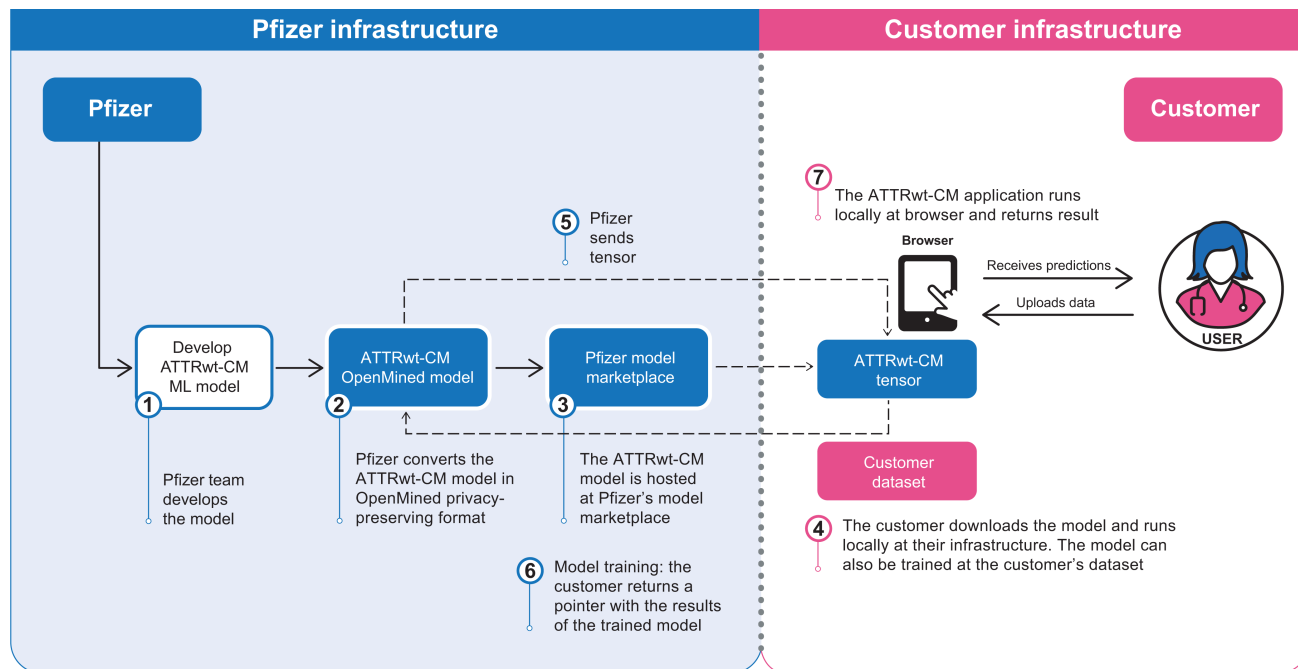 Pfizer infrastructure
Customer infrastructure
Pfizer
Customer
7
The ATTRwt-CM application runs
locally at browser and returns result
5
Pfizer
sends
tensor
Browser
Receives predictions
Uploads data
USER
Develop
ATTRwt-CM
ML model
ATTRwt-CM
OpenMined model
Pfizer model
marketplace
ATTRwt-CM
tensor
1
Pfizer team
develops
the model
2
Pfizer converts the
ATTRwt-CM model in
OpenMined privacy-
preserving format
3
The ATTRwt-CM
model is hosted
at Pfizer's model
marketplace
Customer
dataset
4
The customer downloads the model and runs
locally at their infrastructure. The model can
also be trained at the customer's dataset
6
Model training: the
customer returns a
pointer with the results
of the trained model